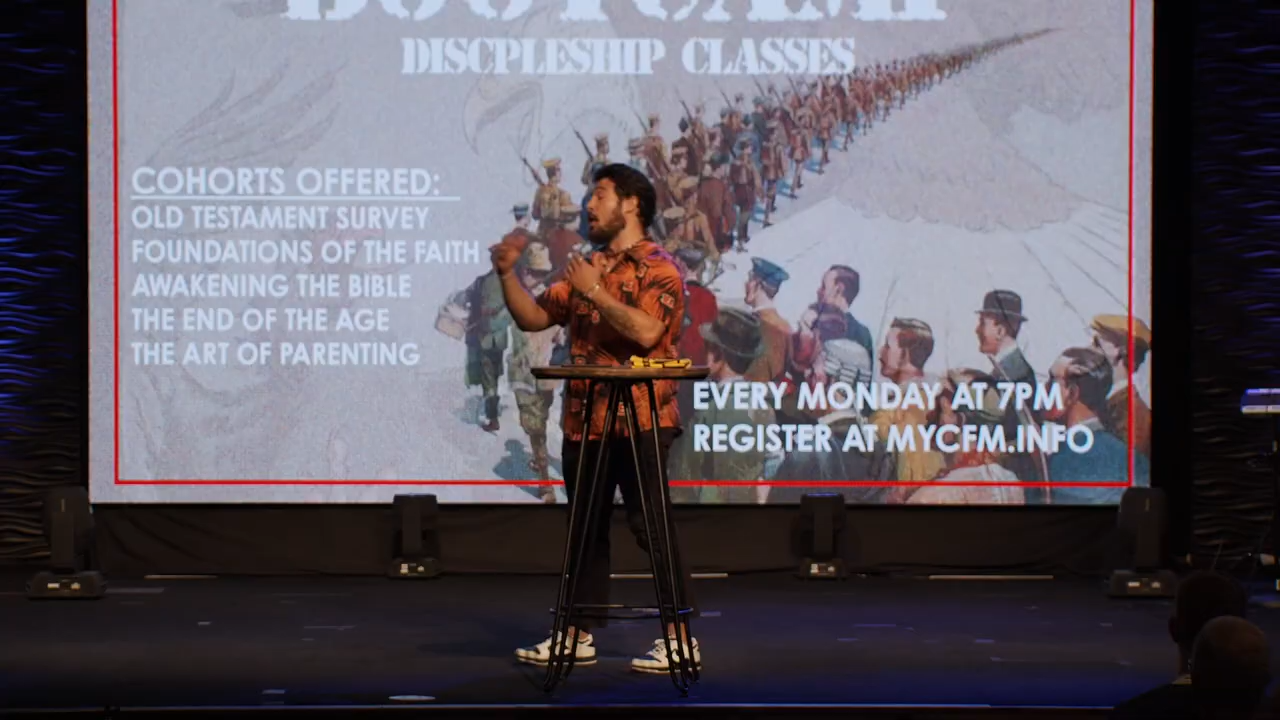 BOOTCAMP
DISCPLESHIP CLASSES
COHORTS OFFERED:
OLD TESTAMENT SURVEY
FOUNDATIONS OF THE FAITH
AWAKENING THE BIBLE
THE END OF THE AGE
THE ART OF PARENTING
EVERY MONDAY AT 7PM
REGISTER AT MYCFM.INFO